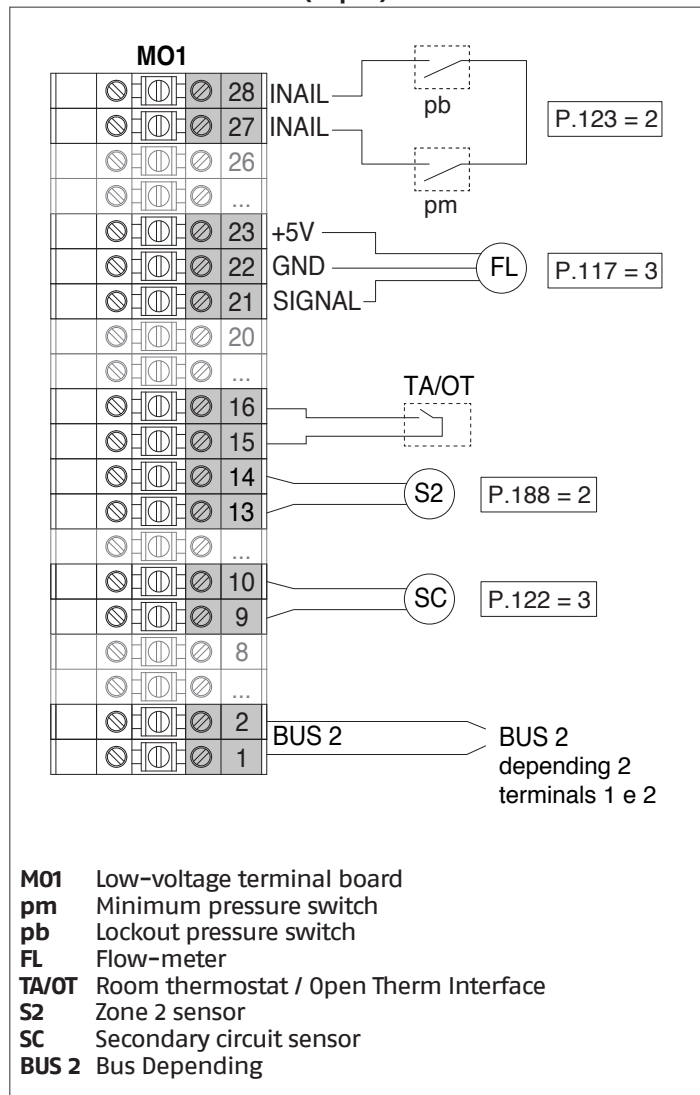 MO1
28 INAIL
pb
27 INAIL
P.123 = 2
26
...
pm
23 +5V
22 GND
FL
P.117 = 3
21 SIGNAL
20
...
TA/OT
16
15
14
S2
P.188 = 2
13
...
10
SC
P.122 = 3
9
8
...
2
BUS 2
1
BUS 2
depending 2
terminals 1 e 2
M01 Low-voltage terminal board
pm Minimum pressure switch
pb Lockout pressure switch
FL Flow-meter
TA/OT Room thermostat / Open Therm Interface
S2 Zone 2 sensor
SC Secondary circuit sensor
BUS 2 Bus Depending